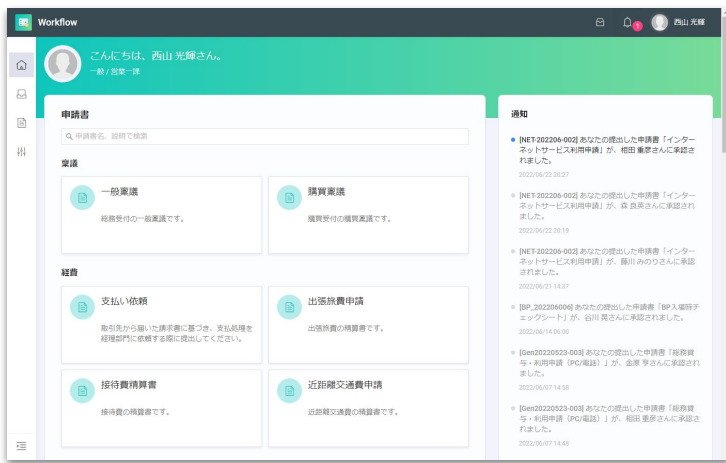 Workflow
1
西山 光輝
こんにちは、西山 光輝さん。
一般 / 営業一課
申請書
申請書名、説明で検索
稟議
一般稟議
総務受付の一般稟議です。
購買稟議
購買受付の購買稟議です。
経費
支払い依頼
取引先から届いた請求書に基づき、支払処理を
経理部門に依頼する際に提出してください。
出張旅費申請
出張旅費の精算書です。
接待費精算書
接待費の精算書です。
近距離交通費申請
近距離交通費の精算書です。
通知
[NET-202206-002] あなたの提出した申請書「インター
ネットサービス利用申請」が、相田 重彦さんに承認さ
れました。
2022/06/22 20:27
[NET-202206-002] あなたの提出した申請書「インター
ネットサービス利用申請」が、森 良英さんに承認され
ました。
2022/06/22 20:19
[NET-202206-002] あなたの提出した申請書「インター
ネットサービス利用申請」が、藤川 みのりさんに承認
されました。
2022/06/21 14:37
[BP_202206006] あなたの提出した申請書「BP入場時チ
ェックシート」が、谷川 晃さんに承認されました。
2022/06/14 06:00
[Gen20220523-003] あなたの提出した申請書「総務貸
与・利用申請（PC/電話）」が、金原 亨さんに承認され
ました。
2022/06/07 14:58
[Gen20220523-003] あなたの提出した申請書「総務貸
与・利用申請（PC/電話）」が、相田 重彦さんに承認さ
れました。
2022/06/07 14:48